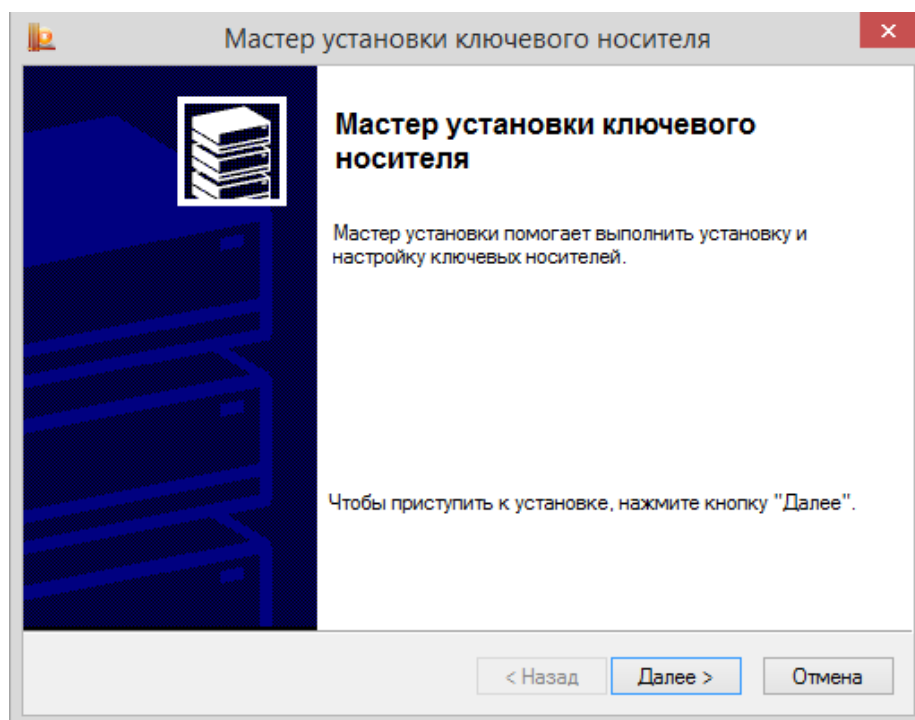 Мастер установки ключевого носителя
Мастер установки ключевого
носителя
Мастер установки помогает выполнить установку и
настройку ключевых носителей.
Чтобы приступить к установке, нажмите кнопку "Далее".
< Назад
Далее >
Отмена